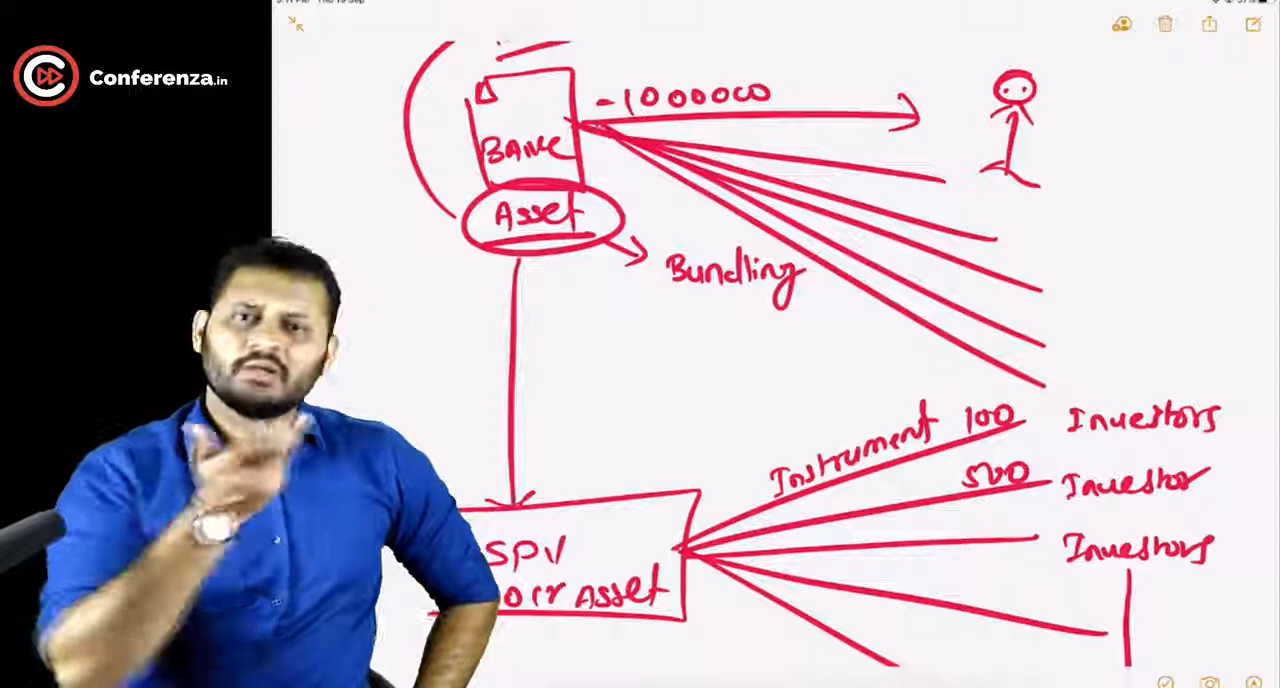 Conferenza.in
-1000000
BANK
Asset
Bundling
Instrument 100 Investors
500 Investor
Investors
SPV
Asset